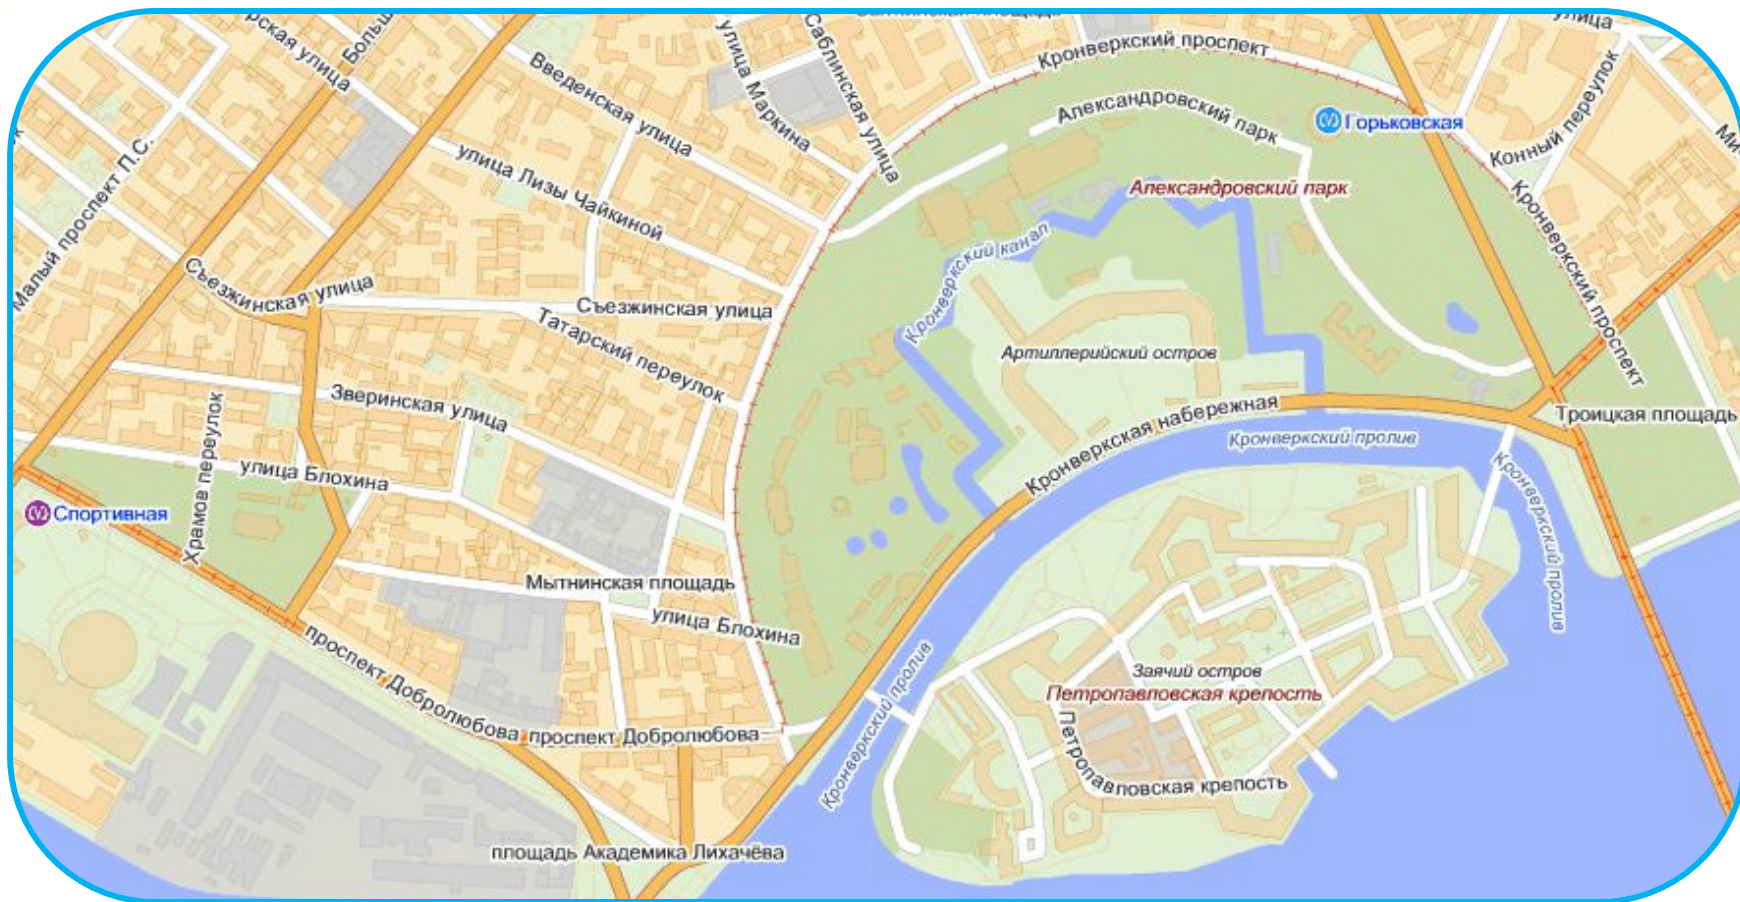 улица
Кронверкский проспект
Введенская улица
улица Маркина
Саблинская улица
Александровский парк
Горьковская
Конный переулок
улица Лизы Чайкиной
Александровский парк
Малый проспект П.С.
Кронверкский проспект
Кронверкский канал
Съезжинская улица
Съезжинская улица
Татарский переулок
Артиллерийский остров
Зверинская улица
Кронверкская набережная
Троицкая площадь
Кронверкский пролив
Храмов переулок
улица Блохина
Кронверкский пролив
Спортивная
Мытнинская площадь
улица Блохина
Заячий остров
Петропавловская крепость
проспект Добролюбова
проспект Добролюбова
Кронверкский пролив
Петропавловская крепость
площадь Академика Лихачёва